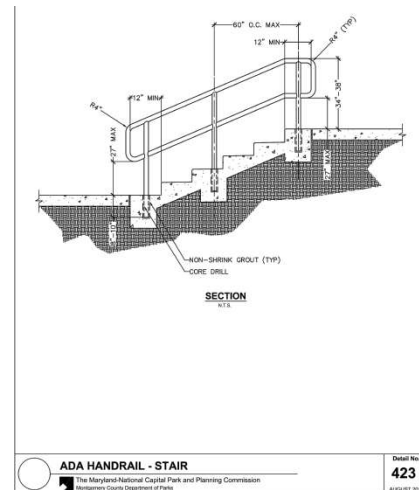 60" O.C. MAX
12" MIN
R4" (TYP)
R4"
12" MIN
34"-38"
27" MAX
27" MAX
NON-SHRINK GROUT (TYP)
CORE DRILL
SECTION
N.T.S.
ADA HANDRAIL - STAIR
The Maryland-National Capital Park and Planning Commission
Montgomery County Department of Parks
Detail No
423